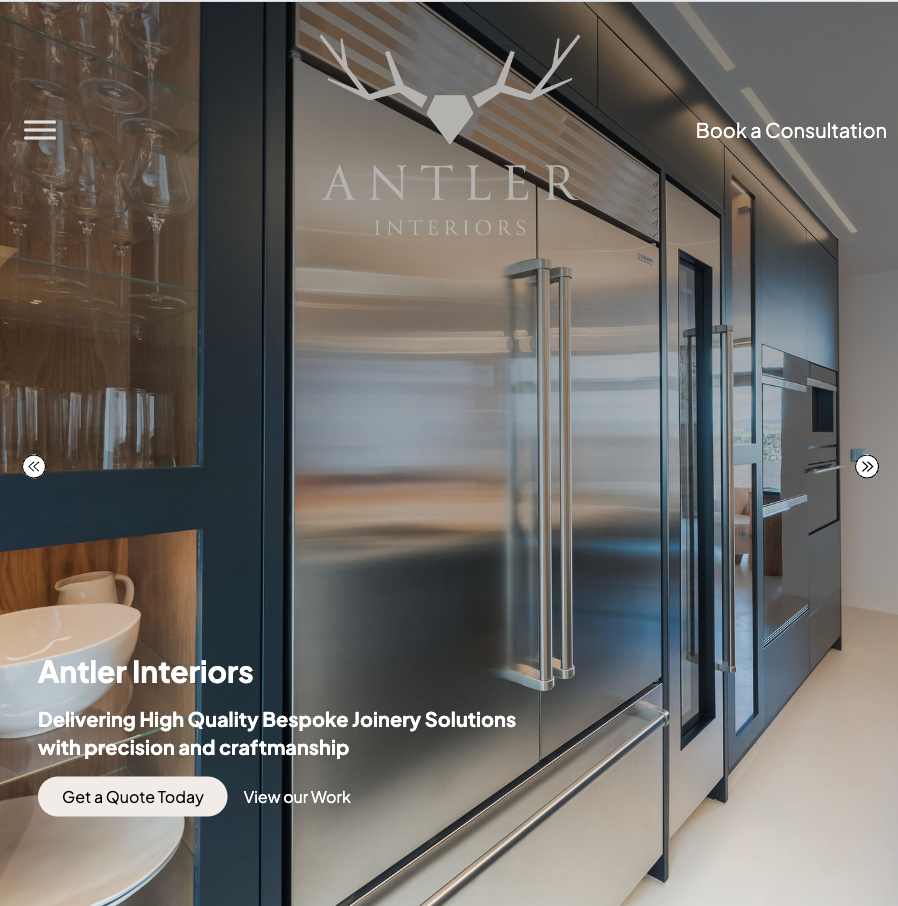 Book a Consultation
ANTLER
INTERIORS
Antler Interiors
Delivering High Quality Bespoke Joinery Solutions
with precision and craftmanship
Get a Quote Today
View our Work